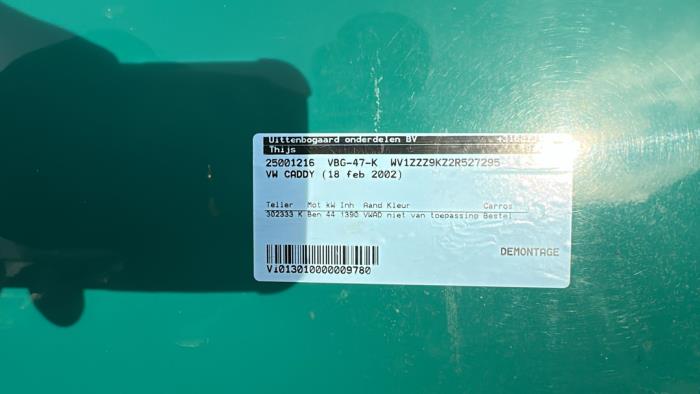 Uittenbogaard onderdelen BV
Thijs
25001216 VBG-47-K WV1ZZZ9KZ2R527295
VW CADDY (18 feb 2002)
Teller Mot kW Inh Aand Kleur Carros
302333 K Ben 44 1390 VWAD niet van toepassing Bestel
DEMONTAGE
V1013010000009780